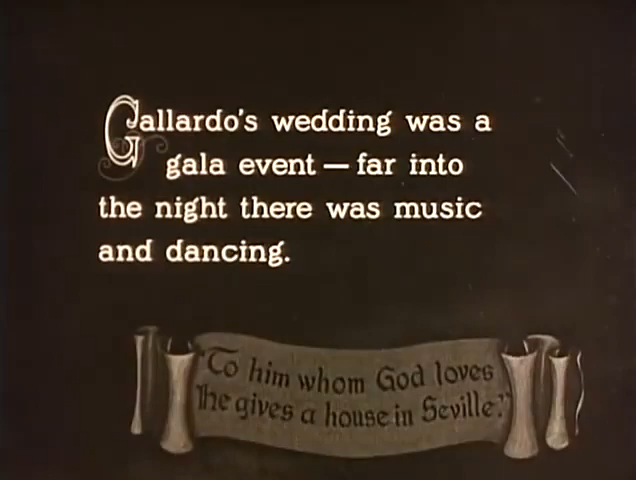 Gallardo's wedding was a
gala event — far into
the night there was music
and dancing.
"To him whom God loves
he gives a house in Seville."